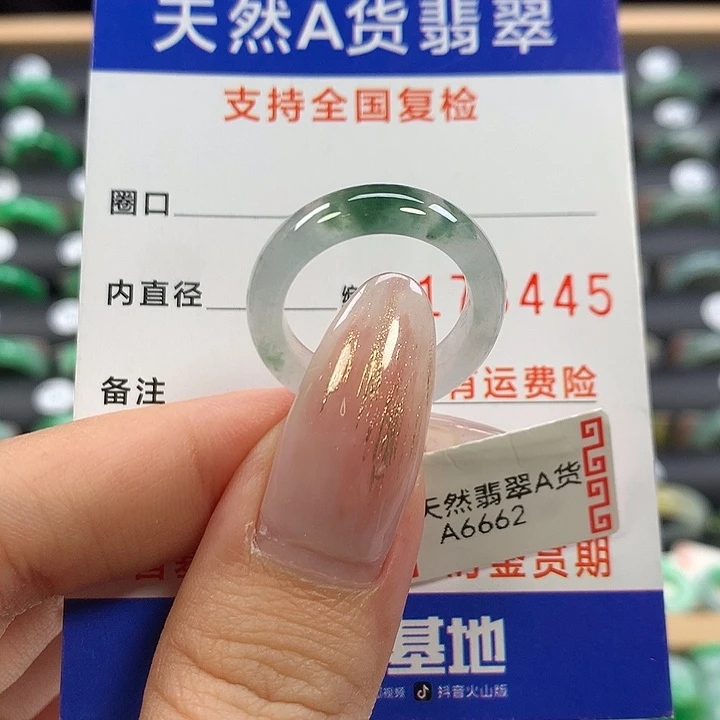 天然A货翡翠
支持全国复检
圈口
内直径
445
备注
有运费险
天然翡翠A货
A6662
基地
视频 抖音火山版